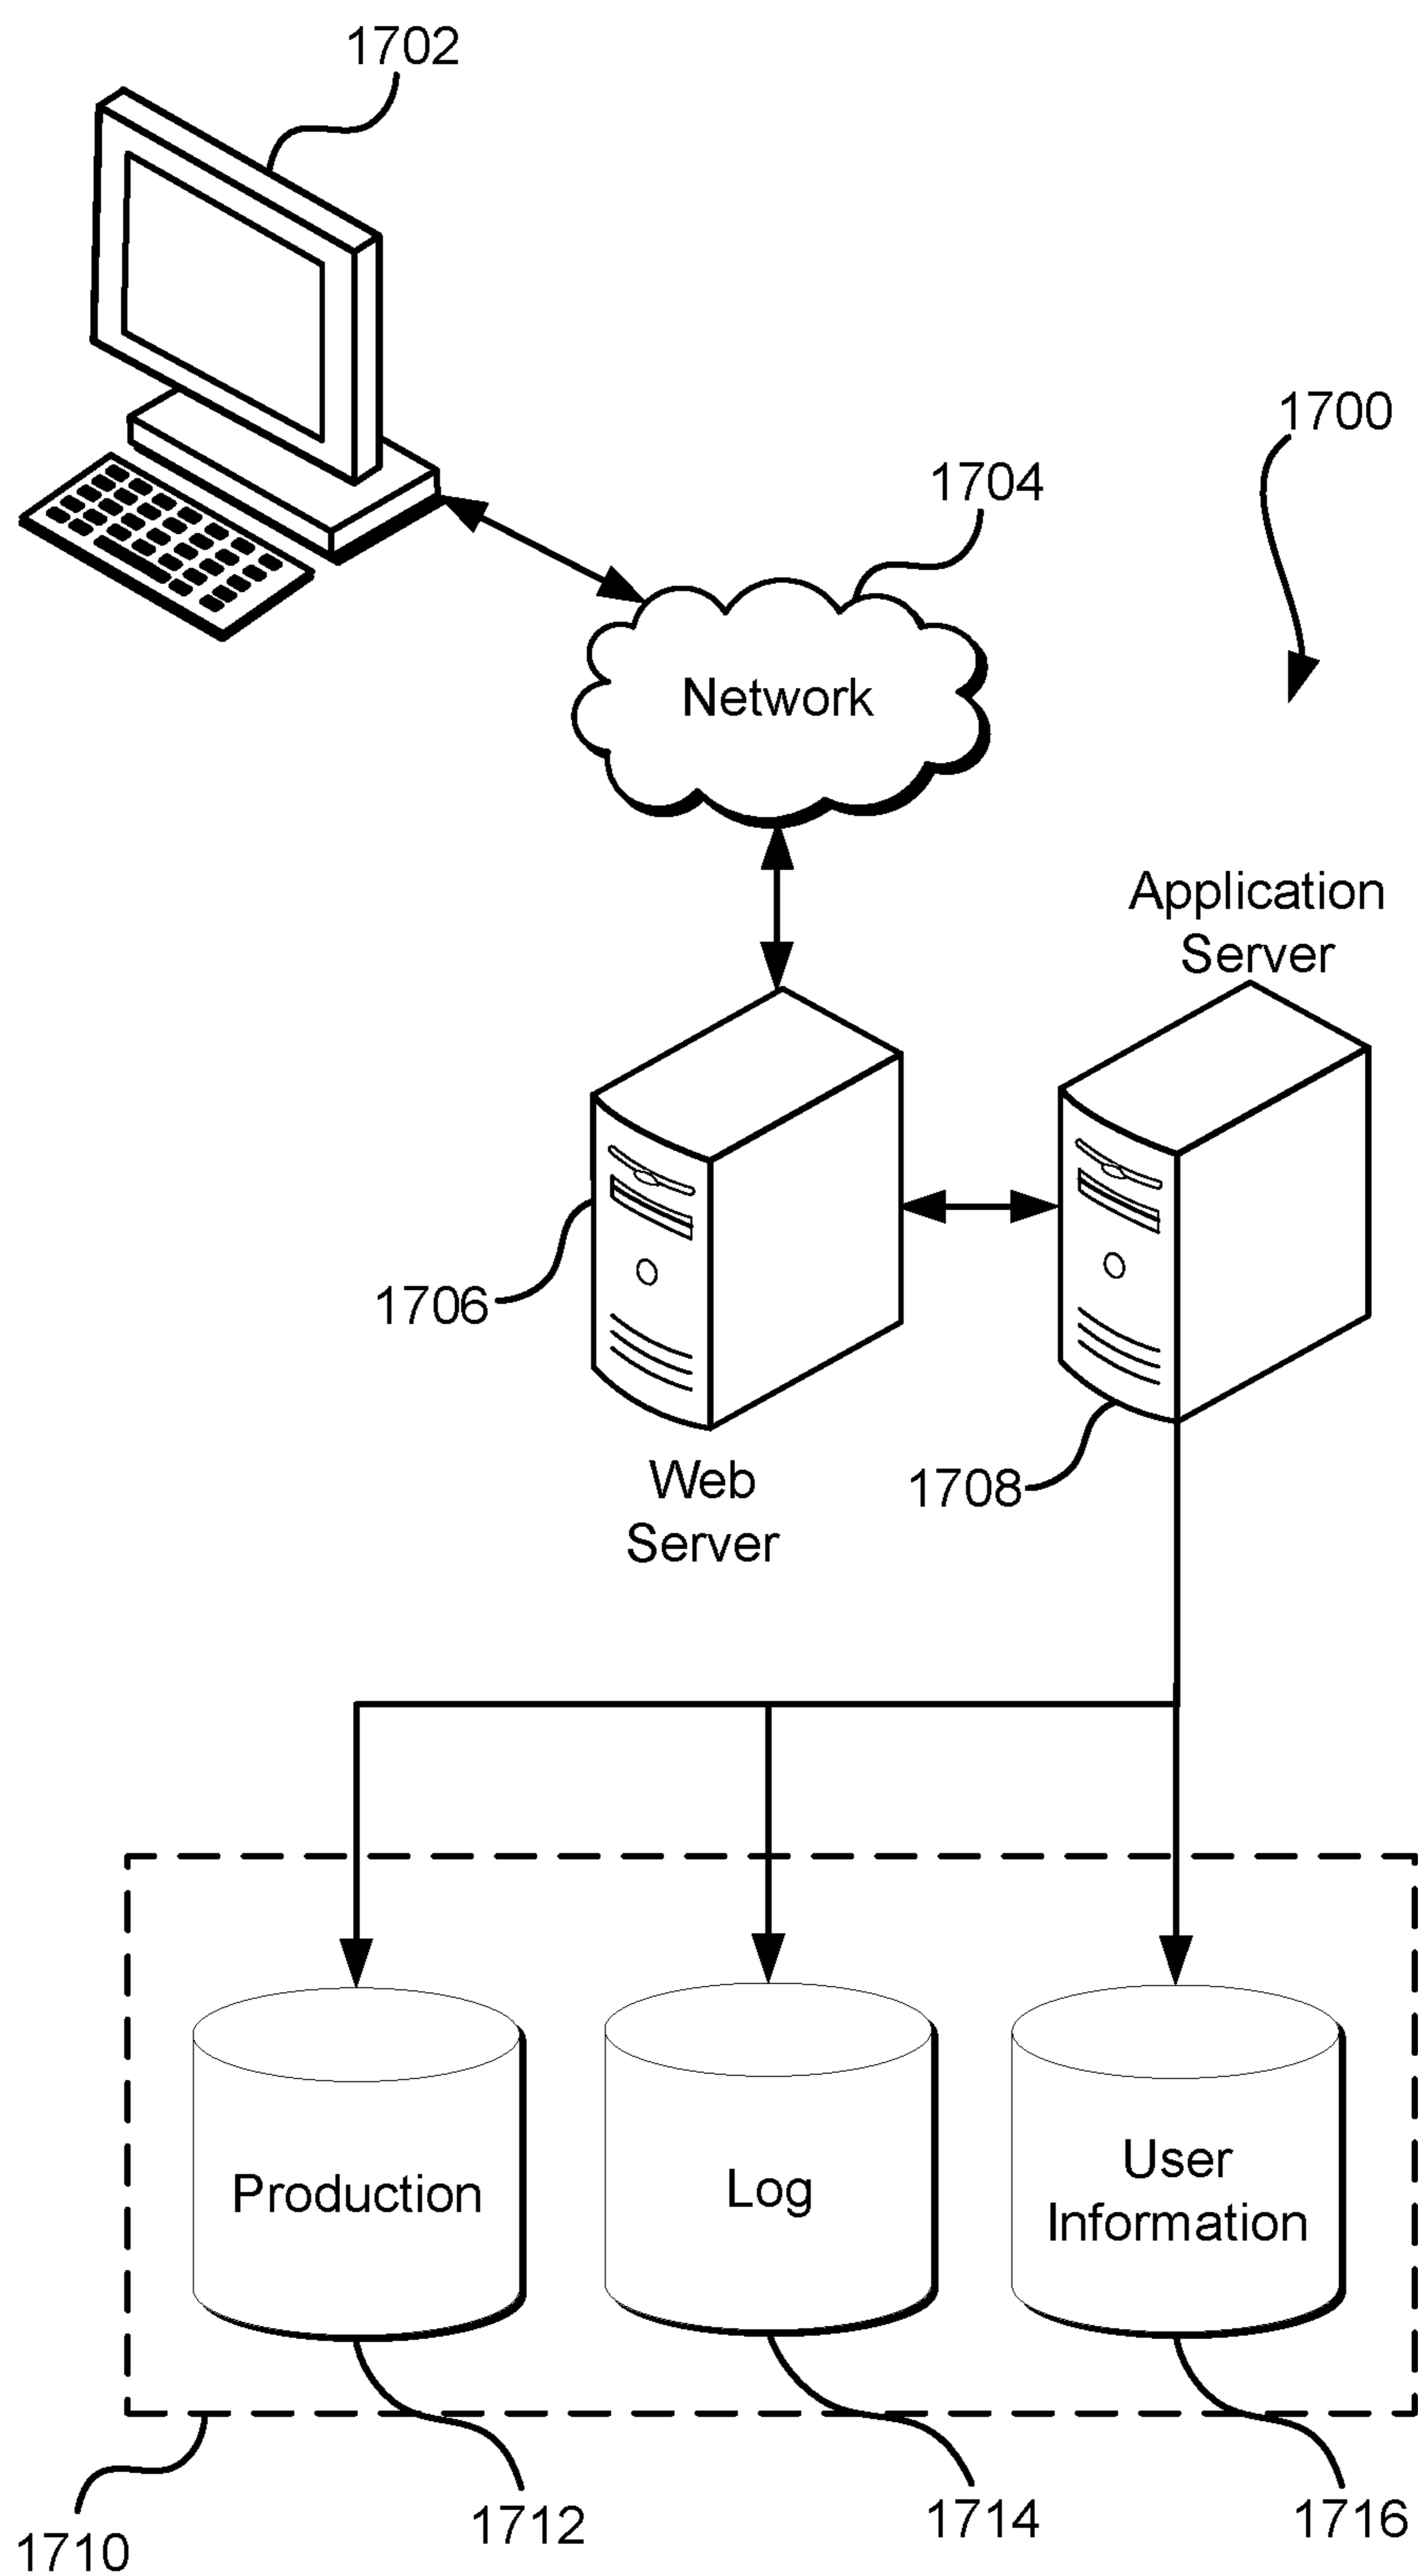 1702
1700
1704
Network
Application
Server
1706
1708
Web
Server
Production
Log
User
Information
1710
1712
1714
1716